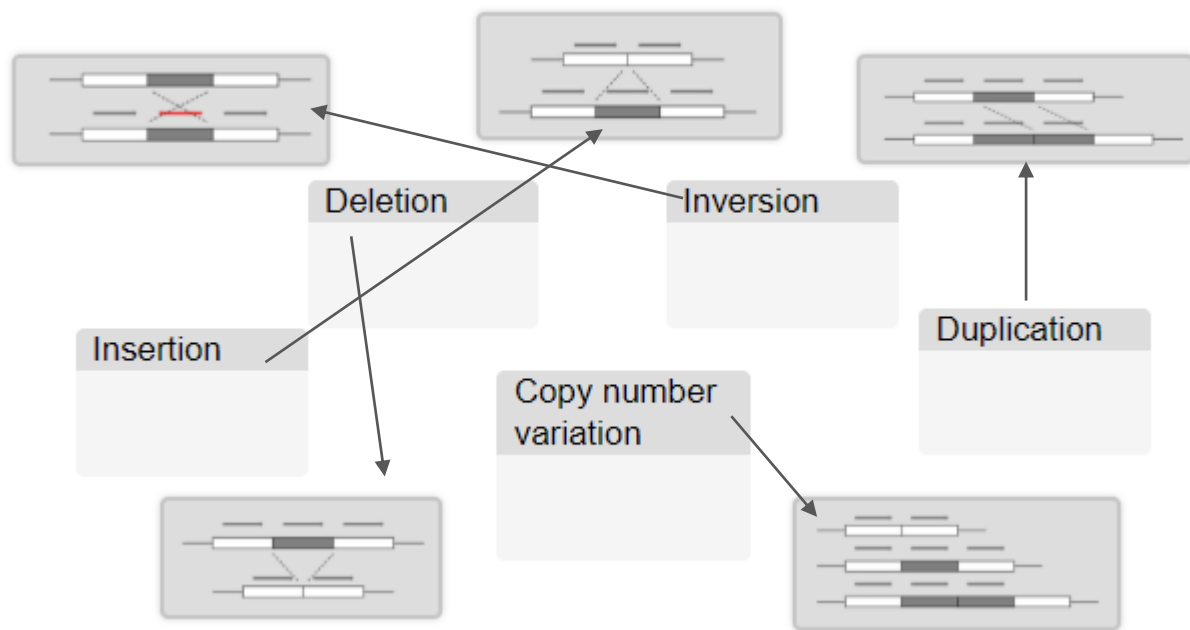 Deletion
Inversion
Insertion
Duplication
Copy number
variation